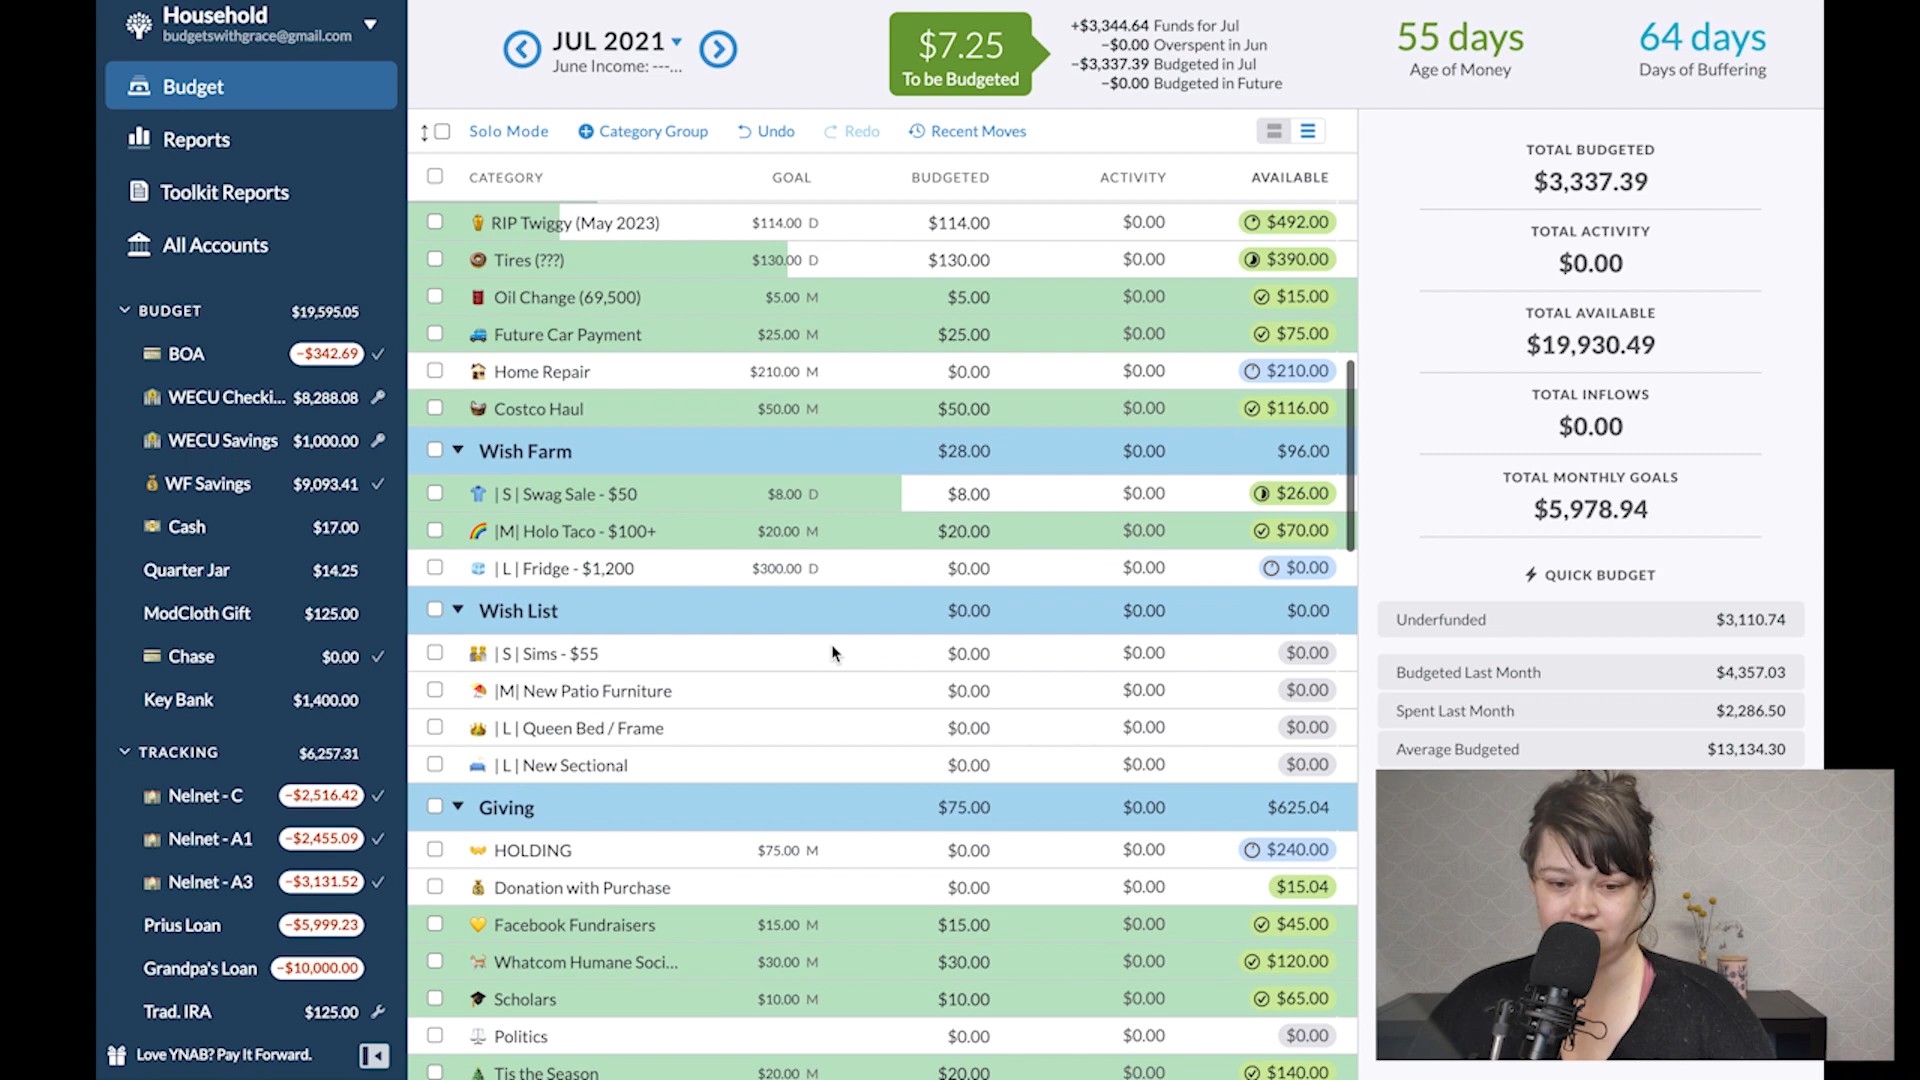 Household
budgetswithgrace@gmail.com
Budget
Reports
Toolkit Reports
All Accounts
BUDGET $19,595.05
BOA −$342.69
WECU Checki... $8,288.08
WECU Savings $1,000.00
WF Savings $9,093.41
Cash $17.00
Quarter Jar $14.25
ModCloth Gift $125.00
Chase $0.00
Key Bank $1,400.00
TRACKING $6,257.31
Nelnet - C −$2,516.42
Nelnet - A1 −$2,455.09
Nelnet - A3 −$3,131.52
Prius Loan −$5,999.23
Grandpa's Loan −$10,000.00
Trad. IRA $125.00
Love YNAB? Pay It Forward.
JUL 2021
June Income: ---...
$7.25
To be Budgeted
+$3,344.64 Funds for Jul
−$0.00 Overspent in Jun
−$3,337.39 Budgeted in Jul
−$0.00 Budgeted in Future
55 days
Age of Money
64 days
Days of Buffering
Solo Mode Category Group Undo Redo Recent Moves
CATEGORY GOAL BUDGETED ACTIVITY AVAILABLE
RIP Twiggy (May 2023) $114.00 D $114.00 $0.00 $492.00
Tires (???) $130.00 D $130.00 $0.00 $390.00
Oil Change (69,500) $5.00 M $5.00 $0.00 $15.00
Future Car Payment $25.00 M $25.00 $0.00 $75.00
Home Repair $210.00 M $0.00 $0.00 $210.00
Costco Haul $50.00 M $50.00 $0.00 $116.00
Wish Farm $28.00 $0.00 $96.00
| S | Swag Sale - $50 $8.00 D $8.00 $0.00 $26.00
|M| Holo Taco - $100+ $20.00 M $20.00 $0.00 $70.00
| L | Fridge - $1,200 $300.00 D $0.00 $0.00 $0.00
Wish List $0.00 $0.00 $0.00
| S | Sims - $55 $0.00 $0.00 $0.00
|M| New Patio Furniture $0.00 $0.00 $0.00
| L | Queen Bed / Frame $0.00 $0.00 $0.00
| L | New Sectional $0.00 $0.00 $0.00
Giving $75.00 $0.00 $625.04
HOLDING $75.00 M $0.00 $0.00 $240.00
Donation with Purchase $0.00 $0.00 $15.04
Facebook Fundraisers $15.00 M $15.00 $0.00 $45.00
Whatcom Humane Soci... $30.00 M $30.00 $0.00 $120.00
Scholars $10.00 M $10.00 $0.00 $65.00
Politics $0.00 $0.00 $0.00
Tis the Season $20.00 M $20.00 $0.00 $140.00
TOTAL BUDGETED
$3,337.39
TOTAL ACTIVITY
$0.00
TOTAL AVAILABLE
$19,930.49
TOTAL INFLOWS
$0.00
TOTAL MONTHLY GOALS
$5,978.94
QUICK BUDGET
Underfunded $3,110.74
Budgeted Last Month $4,357.03
Spent Last Month $2,286.50
Average Budgeted $13,134.30